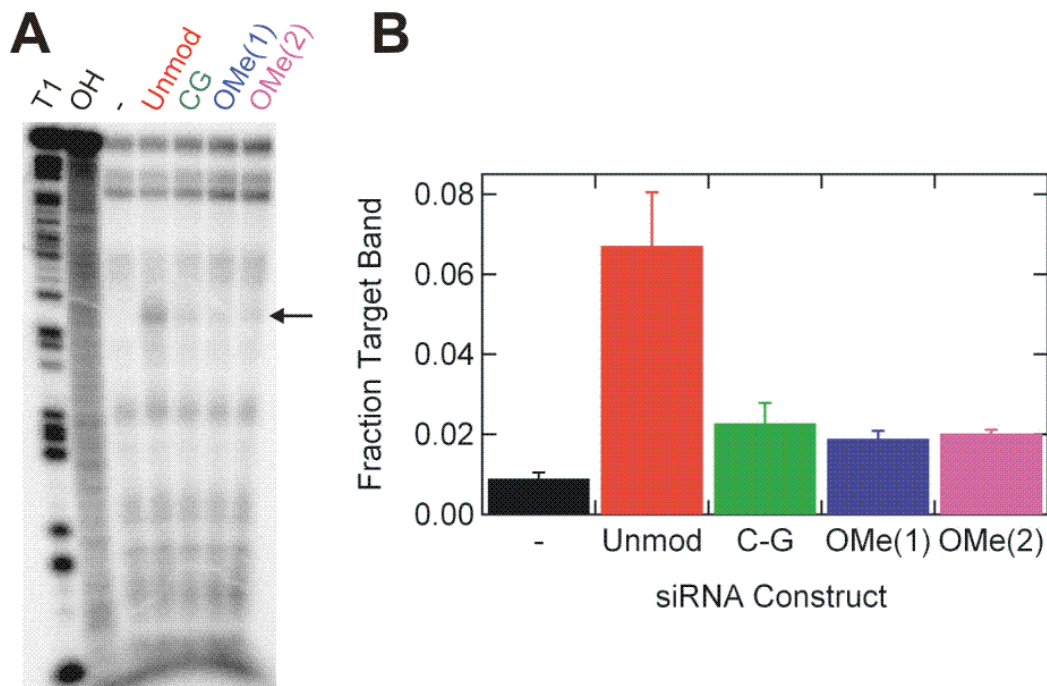 A
T1 OH - Unmod CG OMe(1) OMe(2)
B
Fraction Target Band
0.08
0.06
0.04
0.02
0.00
- Unmod C-G OMe(1) OMe(2)
siRNA Construct